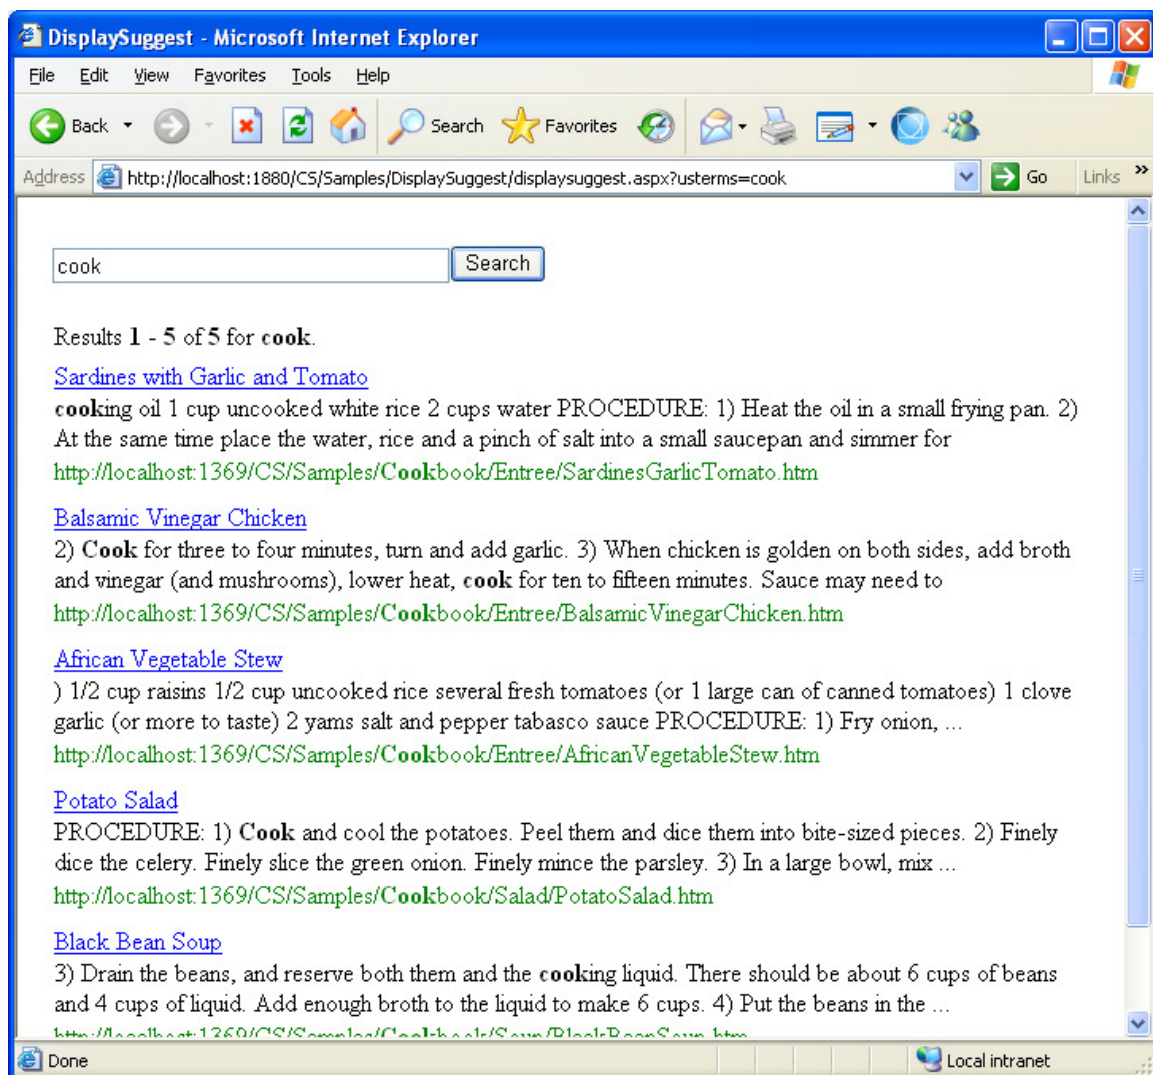 DisplaySuggest - Microsoft Internet Explorer
File Edit View Favorites Tools Help
Back Search Favorites
Address http://localhost:1880/CS/Samples/DisplaySuggest/displaysuggest.aspx?usterms=cook Go Links »
cook Search
Results 1 - 5 of 5 for cook.
Sardines with Garlic and Tomato
cooking oil 1 cup uncooked white rice 2 cups water PROCEDURE: 1) Heat the oil in a small frying pan. 2)
At the same time place the water, rice and a pinch of salt into a small saucepan and simmer for
http://localhost:1369/CS/Samples/Cookbook/Entree/SardinesGarlicTomato.htm
Balsamic Vinegar Chicken
2) Cook for three to four minutes, turn and add garlic. 3) When chicken is golden on both sides, add broth
and vinegar (and mushrooms), lower heat, cook for ten to fifteen minutes. Sauce may need to
http://localhost:1369/CS/Samples/Cookbook/Entree/BalsamicVinegarChicken.htm
African Vegetable Stew
) 1/2 cup raisins 1/2 cup uncooked rice several fresh tomatoes (or 1 large can of canned tomatoes) 1 clove
garlic (or more to taste) 2 yams salt and pepper tabasco sauce PROCEDURE: 1) Fry onion, ...
http://localhost:1369/CS/Samples/Cookbook/Entree/AfricanVegetableStew.htm
Potato Salad
PROCEDURE: 1) Cook and cool the potatoes. Peel them and dice them into bite-sized pieces. 2) Finely
dice the celery. Finely slice the green onion. Finely mince the parsley. 3) In a large bowl, mix ...
http://localhost:1369/CS/Samples/Cookbook/Salad/PotatoSalad.htm
Black Bean Soup
3) Drain the beans, and reserve both them and the cooking liquid. There should be about 6 cups of beans
and 4 cups of liquid. Add enough broth to the liquid to make 6 cups. 4) Put the beans in the ...
http://localhost:1369/CS/Samples/Cookbook/Soup/BlackBeanSoup.htm
Done Local intranet